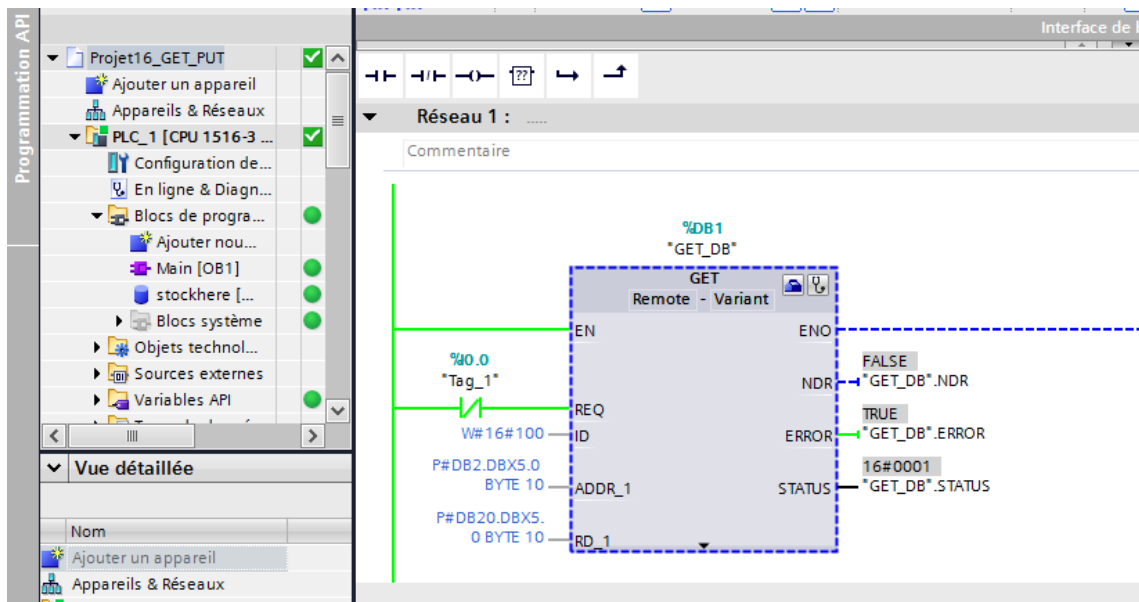 Programmation API
Projet16_GET_PUT
Ajouter un appareil
Appareils & Réseaux
PLC_1 [CPU 1516-3 ...
Configuration de...
En ligne & Diagn...
Blocs de progra...
Ajouter nou...
Main [OB1]
stockhere [...
Blocs système
Objets technol...
Sources externes
Variables API
Vue détaillée
Nom
Ajouter un appareil
Appareils & Réseaux
Interface de
??
Réseau 1 : .....
Commentaire
%DB1
"GET_DB"
GET
Remote - Variant
EN
ENO
%I0.0
"Tag_1"
FALSE
NDR
"GET_DB".NDR
REQ
TRUE
W#16#100
ID
ERROR
"GET_DB".ERROR
P#DB2.DBX5.0
BYTE 10
ADDR_1
16#0001
STATUS
"GET_DB".STATUS
P#DB20.DBX5.
0 BYTE 10
RD_1